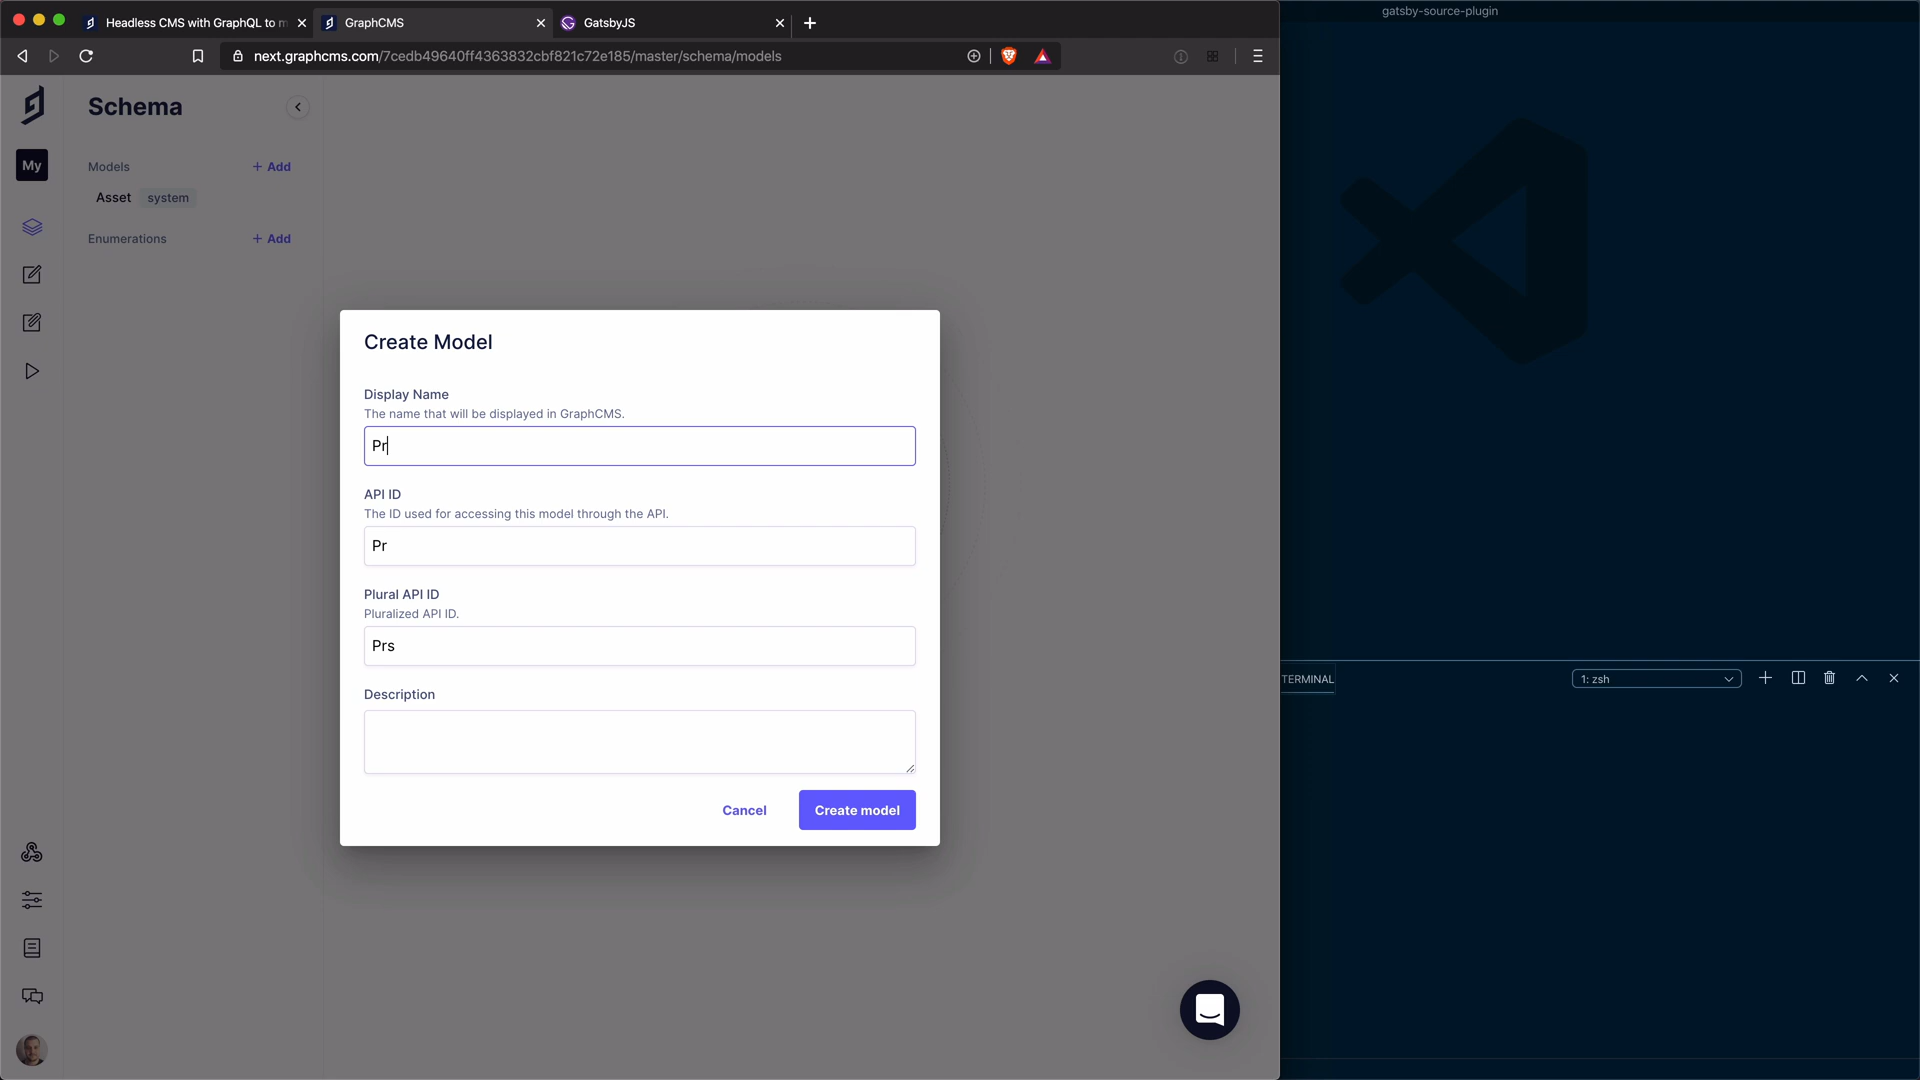 Headless CMS with GraphQL to m
GraphCMS
GatsbyJS
gatsby-source-plugin
next.graphcms.com/7cedb49640ff4363832cbf821c72e185/master/schema/models
Schema
My
Models
+ Add
Asset system
Enumerations
+ Add
Create Model
Display Name
The name that will be displayed in GraphCMS.
Pr
API ID
The ID used for accessing this model through the API.
Pr
Plural API ID
Pluralized API ID.
Prs
Description
Cancel
Create model
TERMINAL
1: zsh